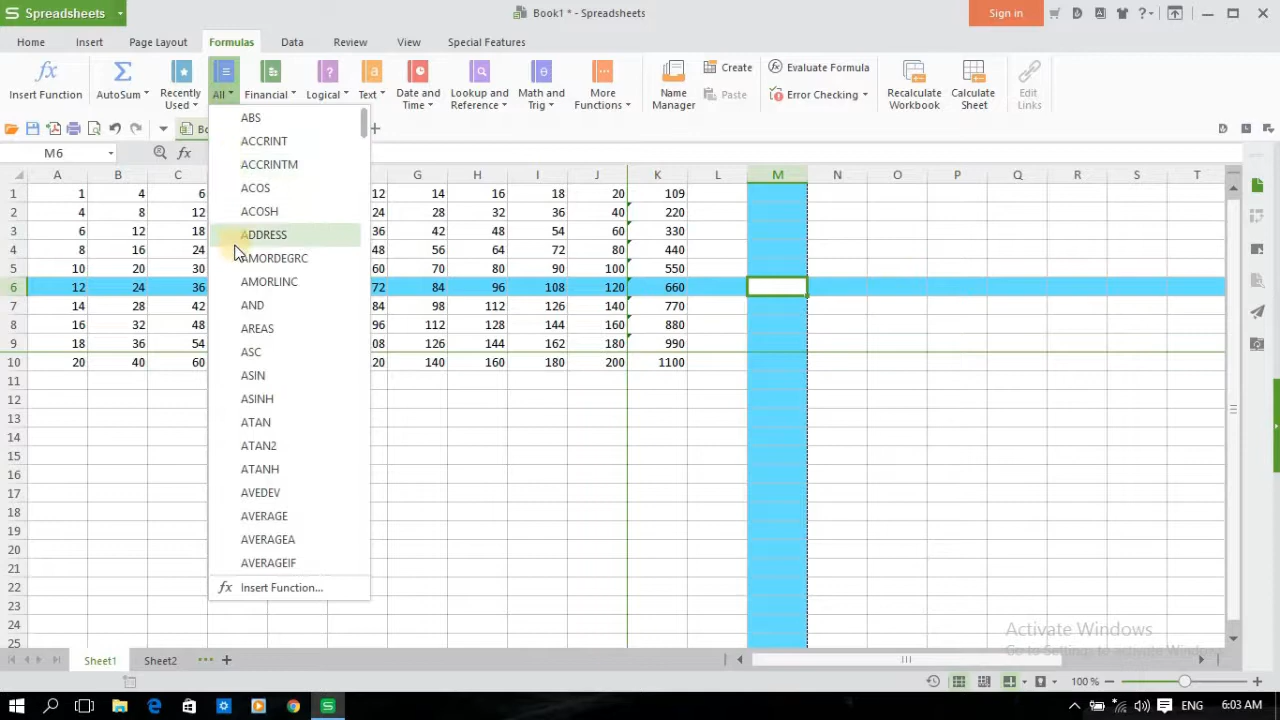 Spreadsheets
Book1 * - Spreadsheets
Sign in
Home Insert Page Layout Formulas Data Review View Special Features
Insert Function
AutoSum
Recently Used
All
Financial
Logical
Text
Date and Time
Lookup and Reference
Math and Trig
More Functions
Name Manager
Create
Paste
Evaluate Formula
Error Checking
Recalculate Workbook
Calculate Sheet
Edit Links
Bo
M6
fx
ABS
ACCRINT
ACCRINTM
ACOS
ACOSH
ADDRESS
AMORDEGRC
AMORLINC
AND
AREAS
ASC
ASIN
ASINH
ATAN
ATAN2
ATANH
AVEDEV
AVERAGE
AVERAGEA
AVERAGEIF
fx Insert Function...
A B C G H I J K L M N O P Q R S T
1 1 4 6 12 14 16 18 20 109
2 4 8 12 24 28 32 36 40 220
3 6 12 18 36 42 48 54 60 330
4 8 16 24 48 56 64 72 80 440
5 10 20 30 60 70 80 90 100 550
6 12 24 36 72 84 96 108 120 660
7 14 28 42 84 98 112 126 140 770
8 16 32 48 96 112 128 144 160 880
9 18 36 54 08 126 144 162 180 990
10 20 40 60 20 140 160 180 200 1100
11
12
13
14
15
16
17
18
19
20
21
22
23
24
25
Activate Windows
Go to Settings to activate Windows.
Sheet1 Sheet2
100 %
ENG
6:03 AM